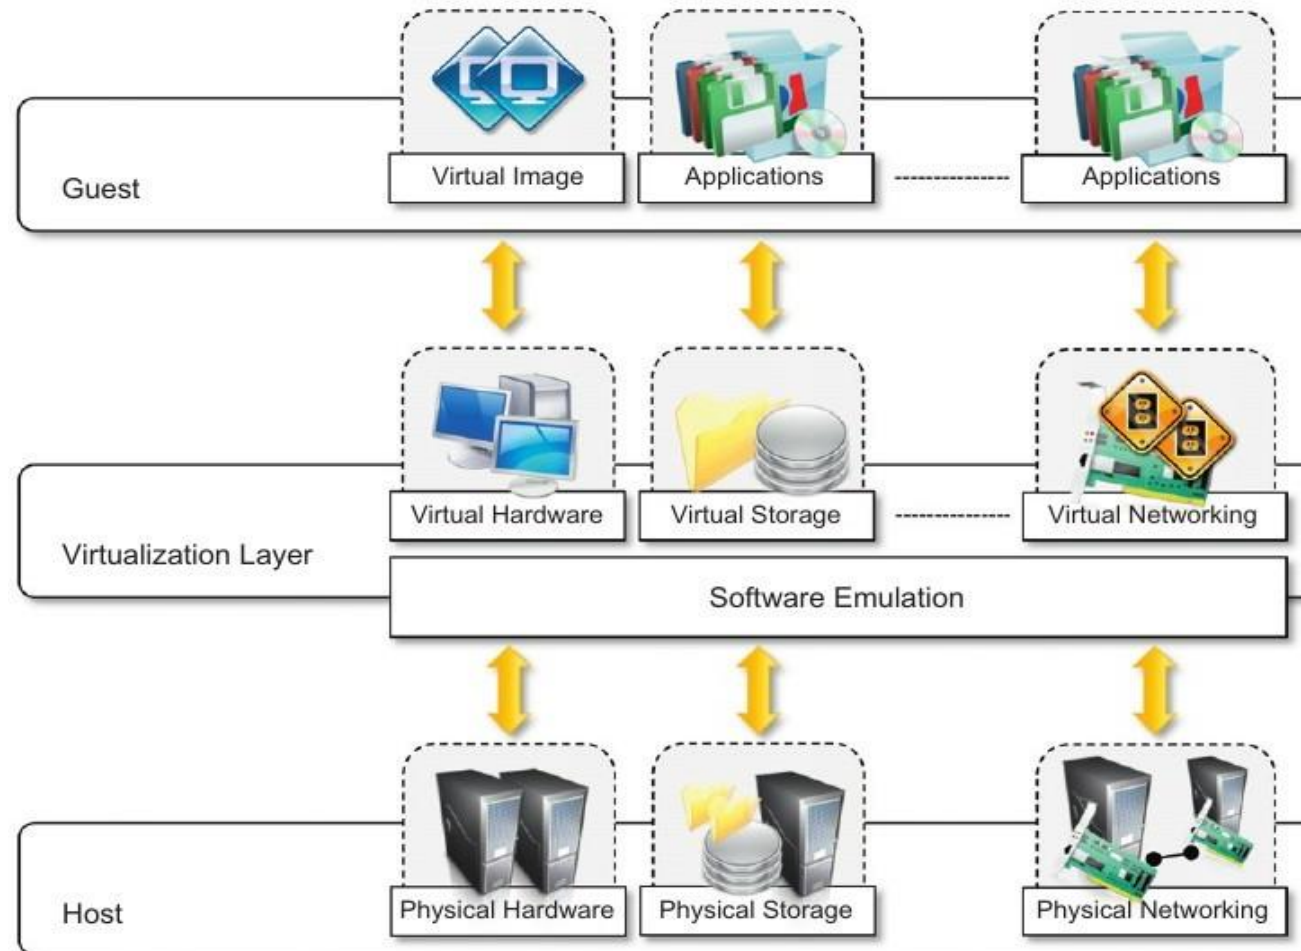 Virtual Image
Applications
Applications
Guest
Virtual Hardware
Virtual Storage
Virtual Networking
Virtualization Layer
Software Emulation
Physical Hardware
Physical Storage
Physical Networking
Host